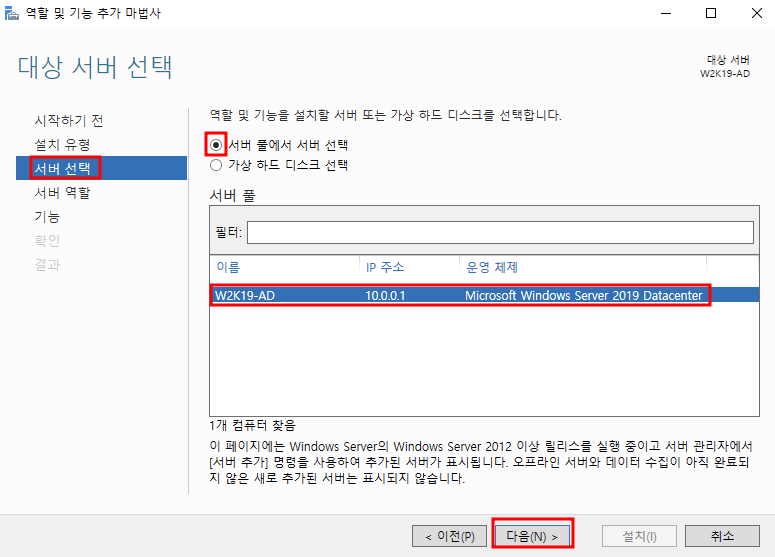 역할 및 기능 추가 마법사
대상 서버 선택
대상 서버
W2K19-AD
시작하기 전
설치 유형
서버 선택
서버 역할
기능
확인
결과
역할 및 기능을 설치할 서버 또는 가상 하드 디스크를 선택합니다.
서버 풀에서 서버 선택
가상 하드 디스크 선택
서버 풀
필터:
이름 IP 주소 운영 체제
W2K19-AD 10.0.0.1 Microsoft Windows Server 2019 Datacenter
1개 컴퓨터 찾음
이 페이지에는 Windows Server의 Windows Server 2012 이상 릴리스를 실행 중이고 서버 관리자에서
[서버 추가] 명령을 사용하여 추가된 서버가 표시됩니다. 오프라인 서버와 데이터 수집이 아직 완료되
지 않은 새로 추가된 서버는 표시되지 않습니다.
< 이전(P) 다음(N) > 설치(I) 취소